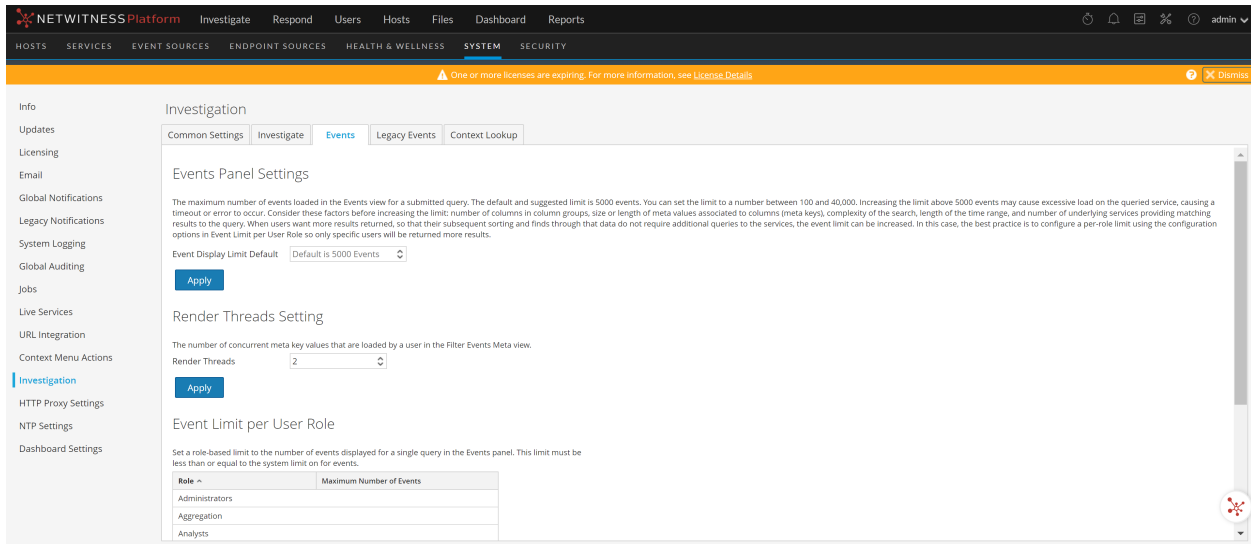 NETWITNESS Platform Investigate Respond Users Hosts Files Dashboard Reports admin
HOSTS SERVICES EVENT SOURCES ENDPOINT SOURCES HEALTH & WELLNESS SYSTEM SECURITY
One or more licenses are expiring. For more information, see License Details ? Dismiss
Info
Updates
Licensing
Email
Global Notifications
Legacy Notifications
System Logging
Global Auditing
Jobs
Live Services
URL Integration
Context Menu Actions
Investigation
HTTP Proxy Settings
NTP Settings
Dashboard Settings
Investigation
Common Settings Investigate Events Legacy Events Context Lookup
Events Panel Settings
The maximum number of events loaded in the Events view for a submitted query. The default and suggested limit is 5000 events. You can set the limit to a number between 100 and 40,000. Increasing the limit above 5000 events may cause excessive load on the queried service, causing a
timeout or error to occur. Consider these factors before increasing the limit: number of columns in column groups, size or length of meta values associated to columns (meta keys), complexity of the search, length of the time range, and number of underlying services providing matching
results to the query. When users want more results returned, so that their subsequent sorting and finds through that data do not require additional queries to the services, the event limit can be increased. In this case, the best practice is to configure a per-role limit using the configuration
options in Event Limit per User Role so only specific users will be returned more results.
Event Display Limit Default Default is 5000 Events
Apply
Render Threads Setting
The number of concurrent meta key values that are loaded by a user in the Filter Events Meta view.
Render Threads 2
Apply
Event Limit per User Role
Set a role-based limit to the number of events displayed for a single query in the Events panel. This limit must be
less than or equal to the system limit on for events.
Role Maximum Number of Events
Administrators
Aggregation
Analysts